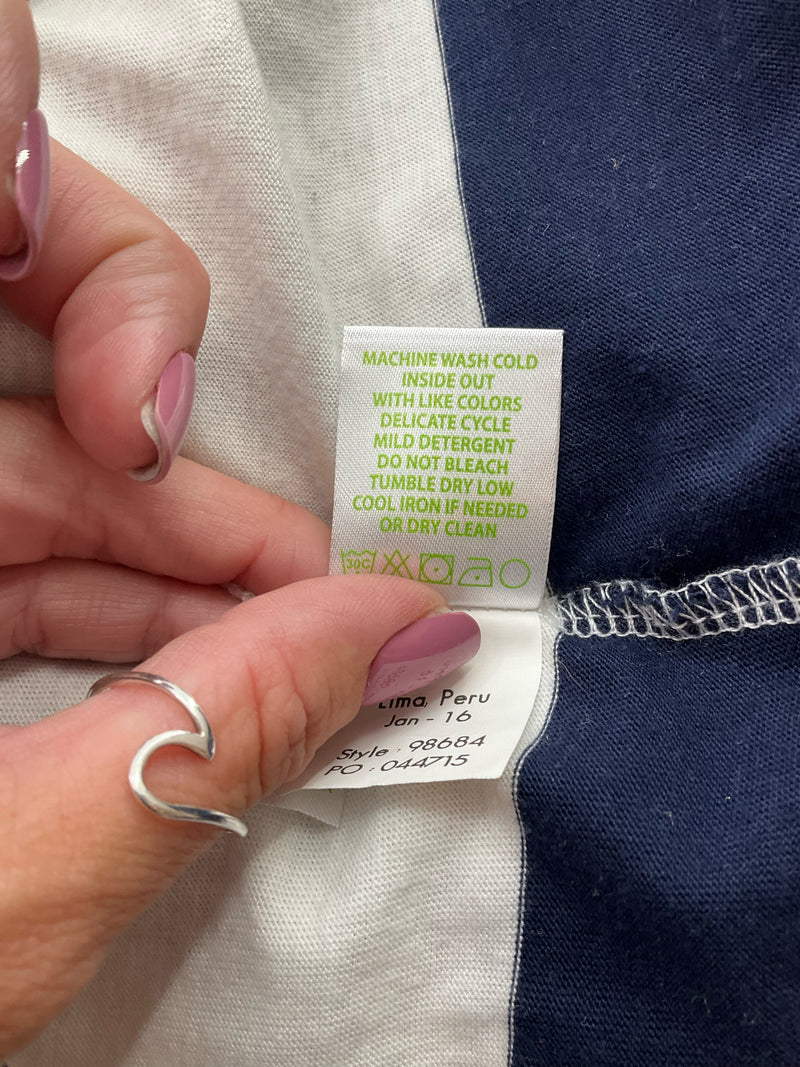 MACHINE WASH COLD
INSIDE OUT
WITH LIKE COLORS
DELICATE CYCLE
MILD DETERGENT
DO NOT BLEACH
TUMBLE DRY LOW
COOL IRON IF NEEDED
OR DRY CLEAN
30C
Lima, Peru
Jan - 16
Style : 98684
PO : 044715